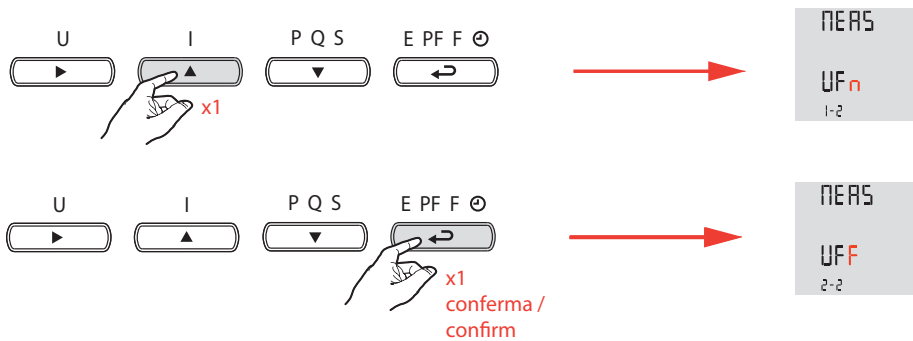 U I P Q S E PF F
x1
MEAS
UFn
1-2
U I P Q S E PF F
x1
conferma /
confirm
MEAS
UFF
2-2